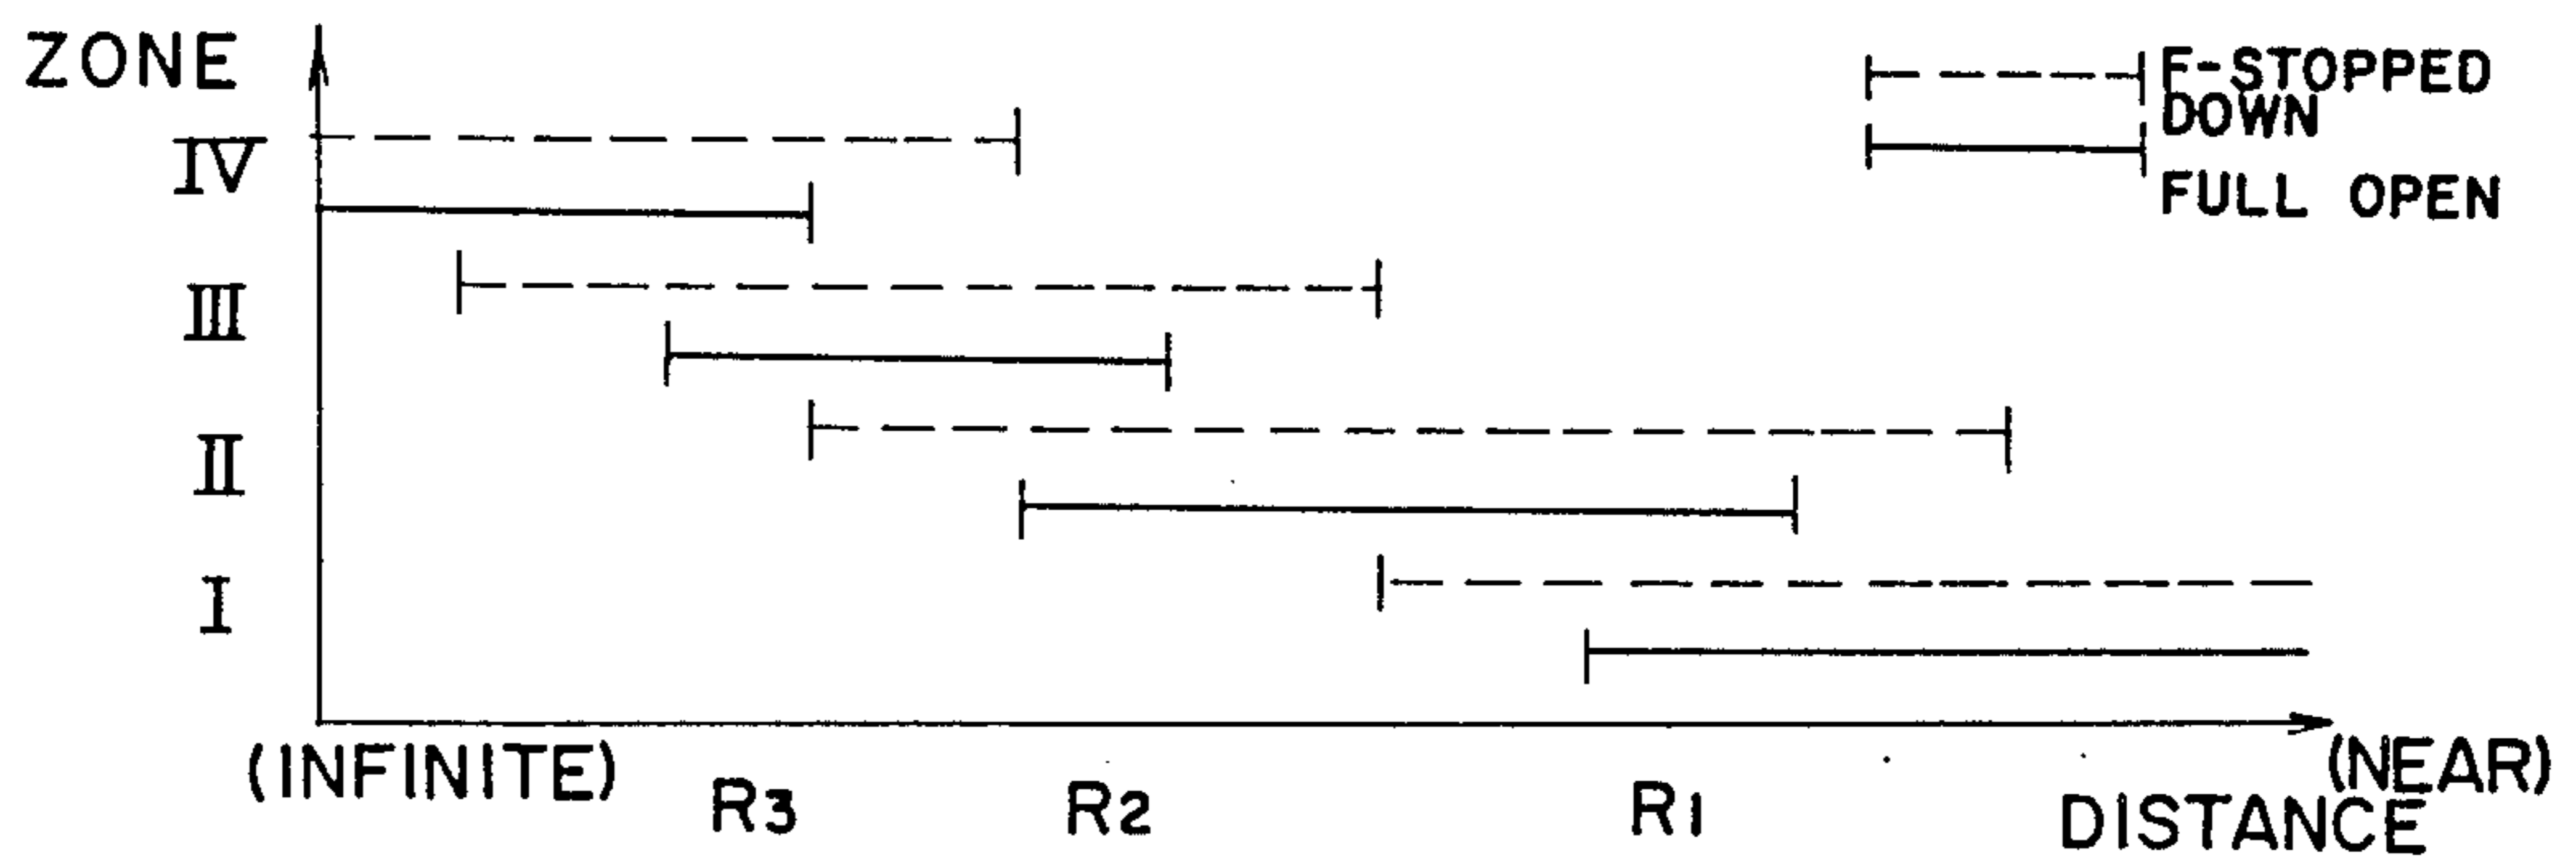 ZONE
F-STOPPED
DOWN
FULL OPEN
IV
III
II
I
(INFINITE)
(NEAR)
R3 R2 R1
DISTANCE